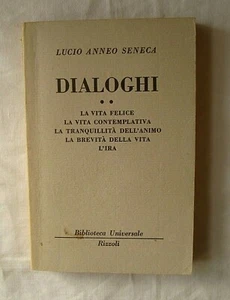 LUCIO ANNEO SENECA
DIALOGHI
• •
LA VITA FELICE
LA VITA CONTEMPLATIVA
LA TRANQUILLITÀ DELL'ANIMO
LA BREVITÀ DELLA VITA
L'IRA
Biblioteca Universale
Rizzoli